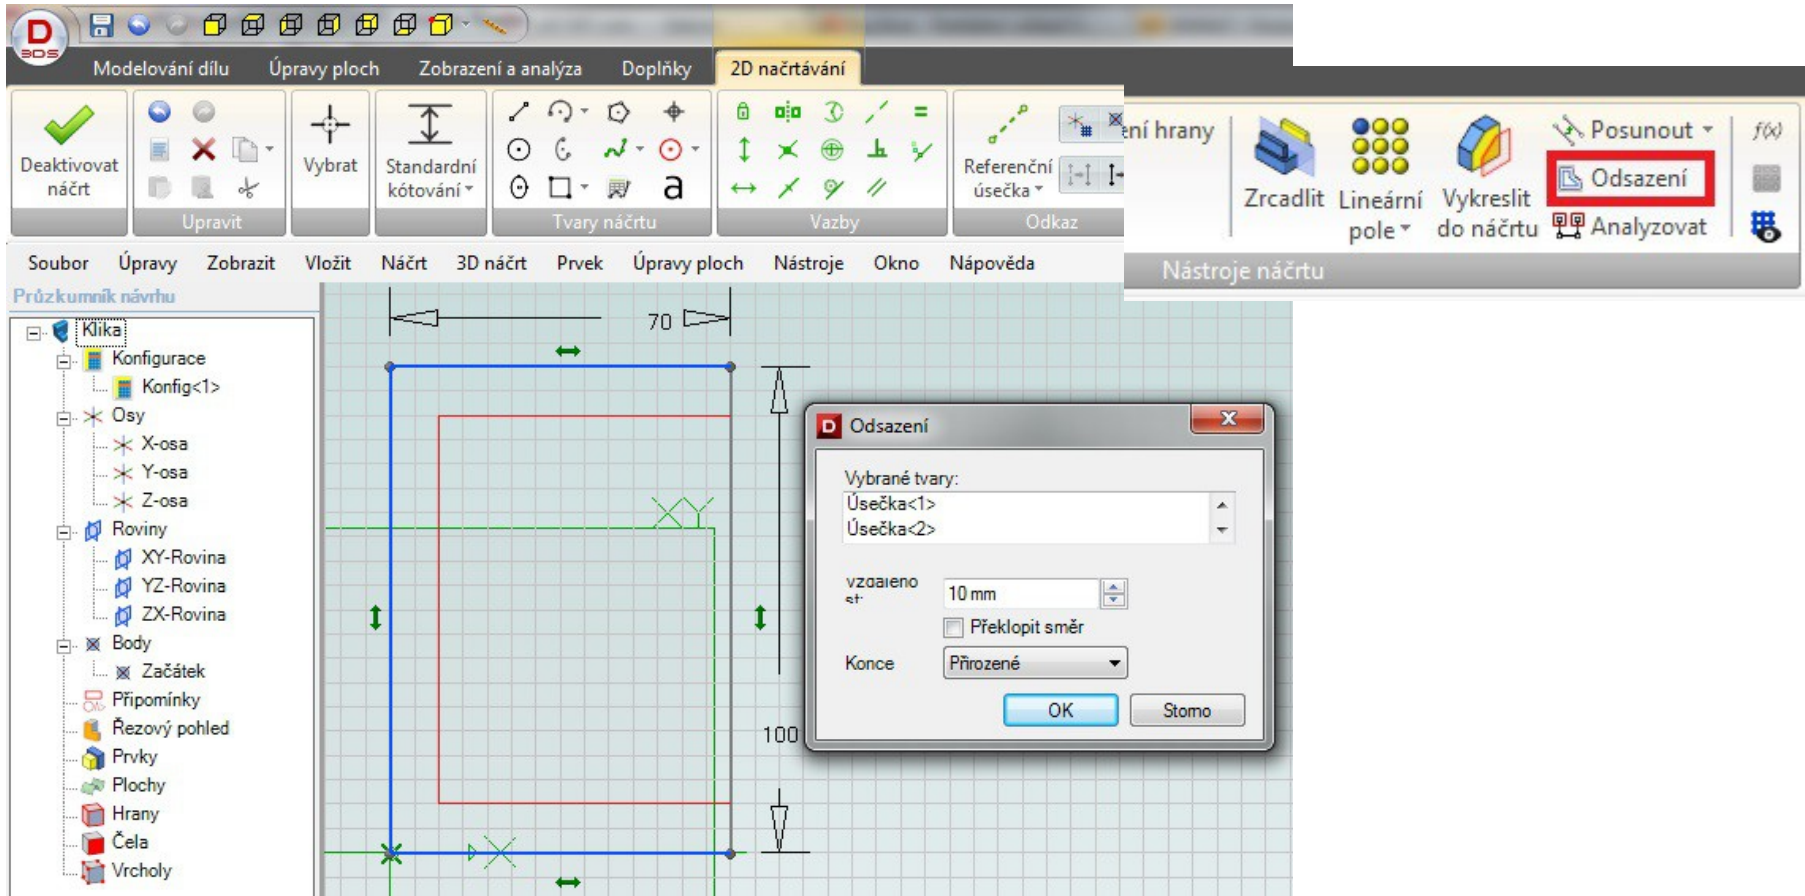 D
3DS
Modelování dílu Úpravy ploch Zobrazení a analýza Doplňky 2D načrtávání
Deaktivovat náčrt
Upravit
Vybrat
Standardní kótování
a
Tvary náčrtu
Vazby
Referenční úsečka
Odkaz
ení hrany
Zrcadlit
Lineární pole
Vykreslit do náčrtu
Posunout
Odsazení
Analyzovat
f(x)
Nástroje náčrtu
Soubor Úpravy Zobrazit Vložit Náčrt 3D náčrt Prvek Úpravy ploch Nástroje Okno Nápověda
Průzkumník návrhu
Klika
Konfigurace
Konfig<1>
Osy
X-osa
Y-osa
Z-osa
Roviny
XY-Rovina
YZ-Rovina
ZX-Rovina
Body
Začátek
Připomínky
Řezový pohled
Prvky
Plochy
Hrany
Čela
Vrcholy
70
XY
100
X
D Odsazení
X
Vybrané tvary:
Úsečka<1>
Úsečka<2>
vzdáleno
st:
10 mm
Překlopit směr
Konce
Přirozené
OK
Storno